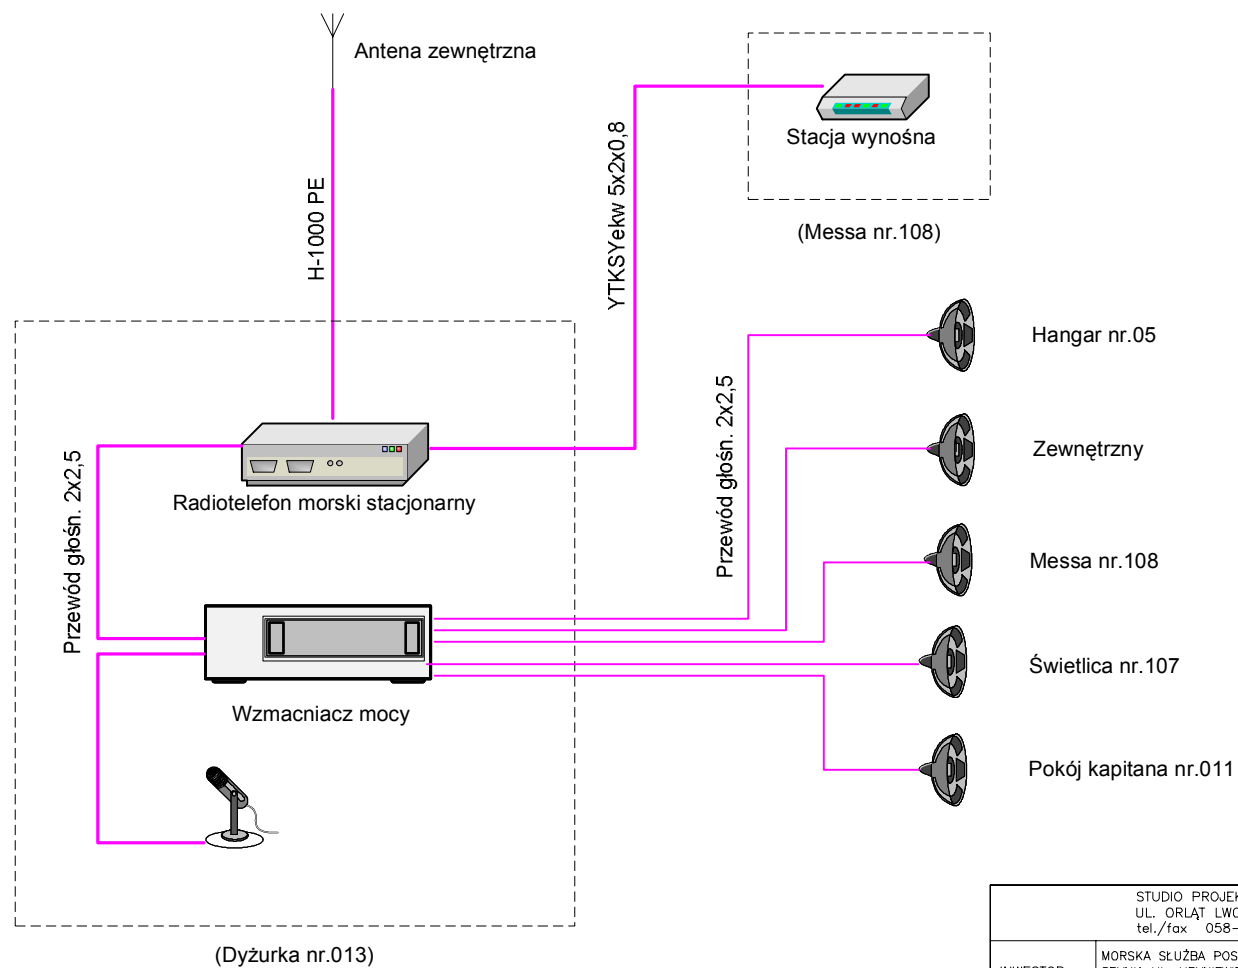 Antena zewnętrzna
H-1000 PE
YTKSYekw 5x2x0,8
Stacja wynośna
(Messa nr.108)
Przewód głośn. 2x2,5
Radiotelefon morski stacjonarny
Przewód głośn. 2x2,5
Hangar nr.05
Zewnętrzny
Messa nr.108
Świetlica nr.107
Pokój kapitana nr.011
Wzmacniacz mocy
(Dyżurka nr.013)
STUDIO PROJEK
UL. ORLĄT LWO
tel./fax 058-
MORSKA SŁUŻBA POS